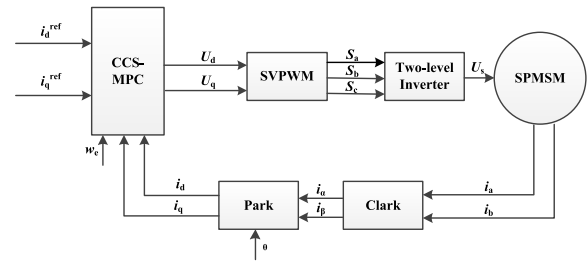 i_d^ref
i_q^ref
CCS-
MPC
U_d
U_q
SVPWM
S_a
S_b
S_c
Two-level
Inverter
U_s
SPMSM
w_e
i_d
i_q
Park
θ
i_α
i_β
Clark
i_a
i_b